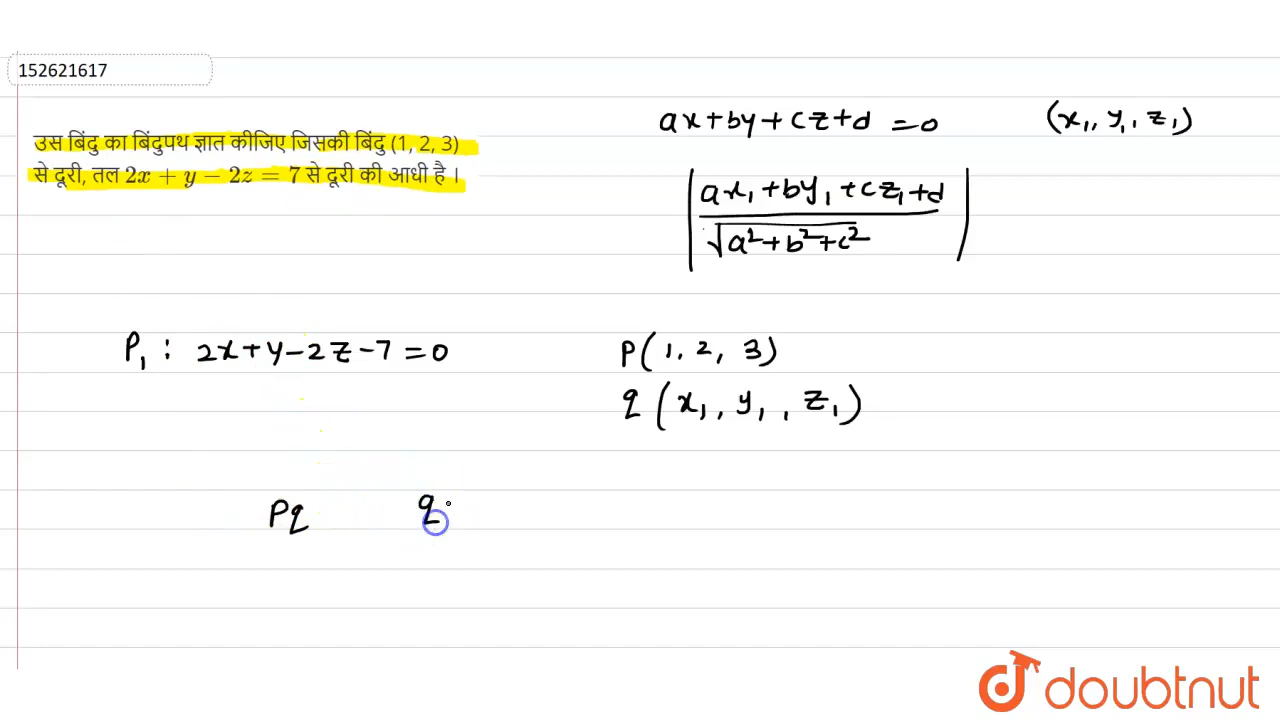 152621617
उस बिंदु का बिंदुपथ ज्ञात कीजिए जिसकी बिंदु (1, 2, 3)
से दूरी, तल 2x + y − 2z = 7 से दूरी की आधी है ।
ax+by+cz+d =0 (x₁, y₁, z₁)
|ax₁+by₁+cz₁+d / √a²+b²+c²|
P₁ : 2x+y−2z−7=0 P(1, 2, 3)
q (x₁, y₁, z₁)
Pq q
doubtnut